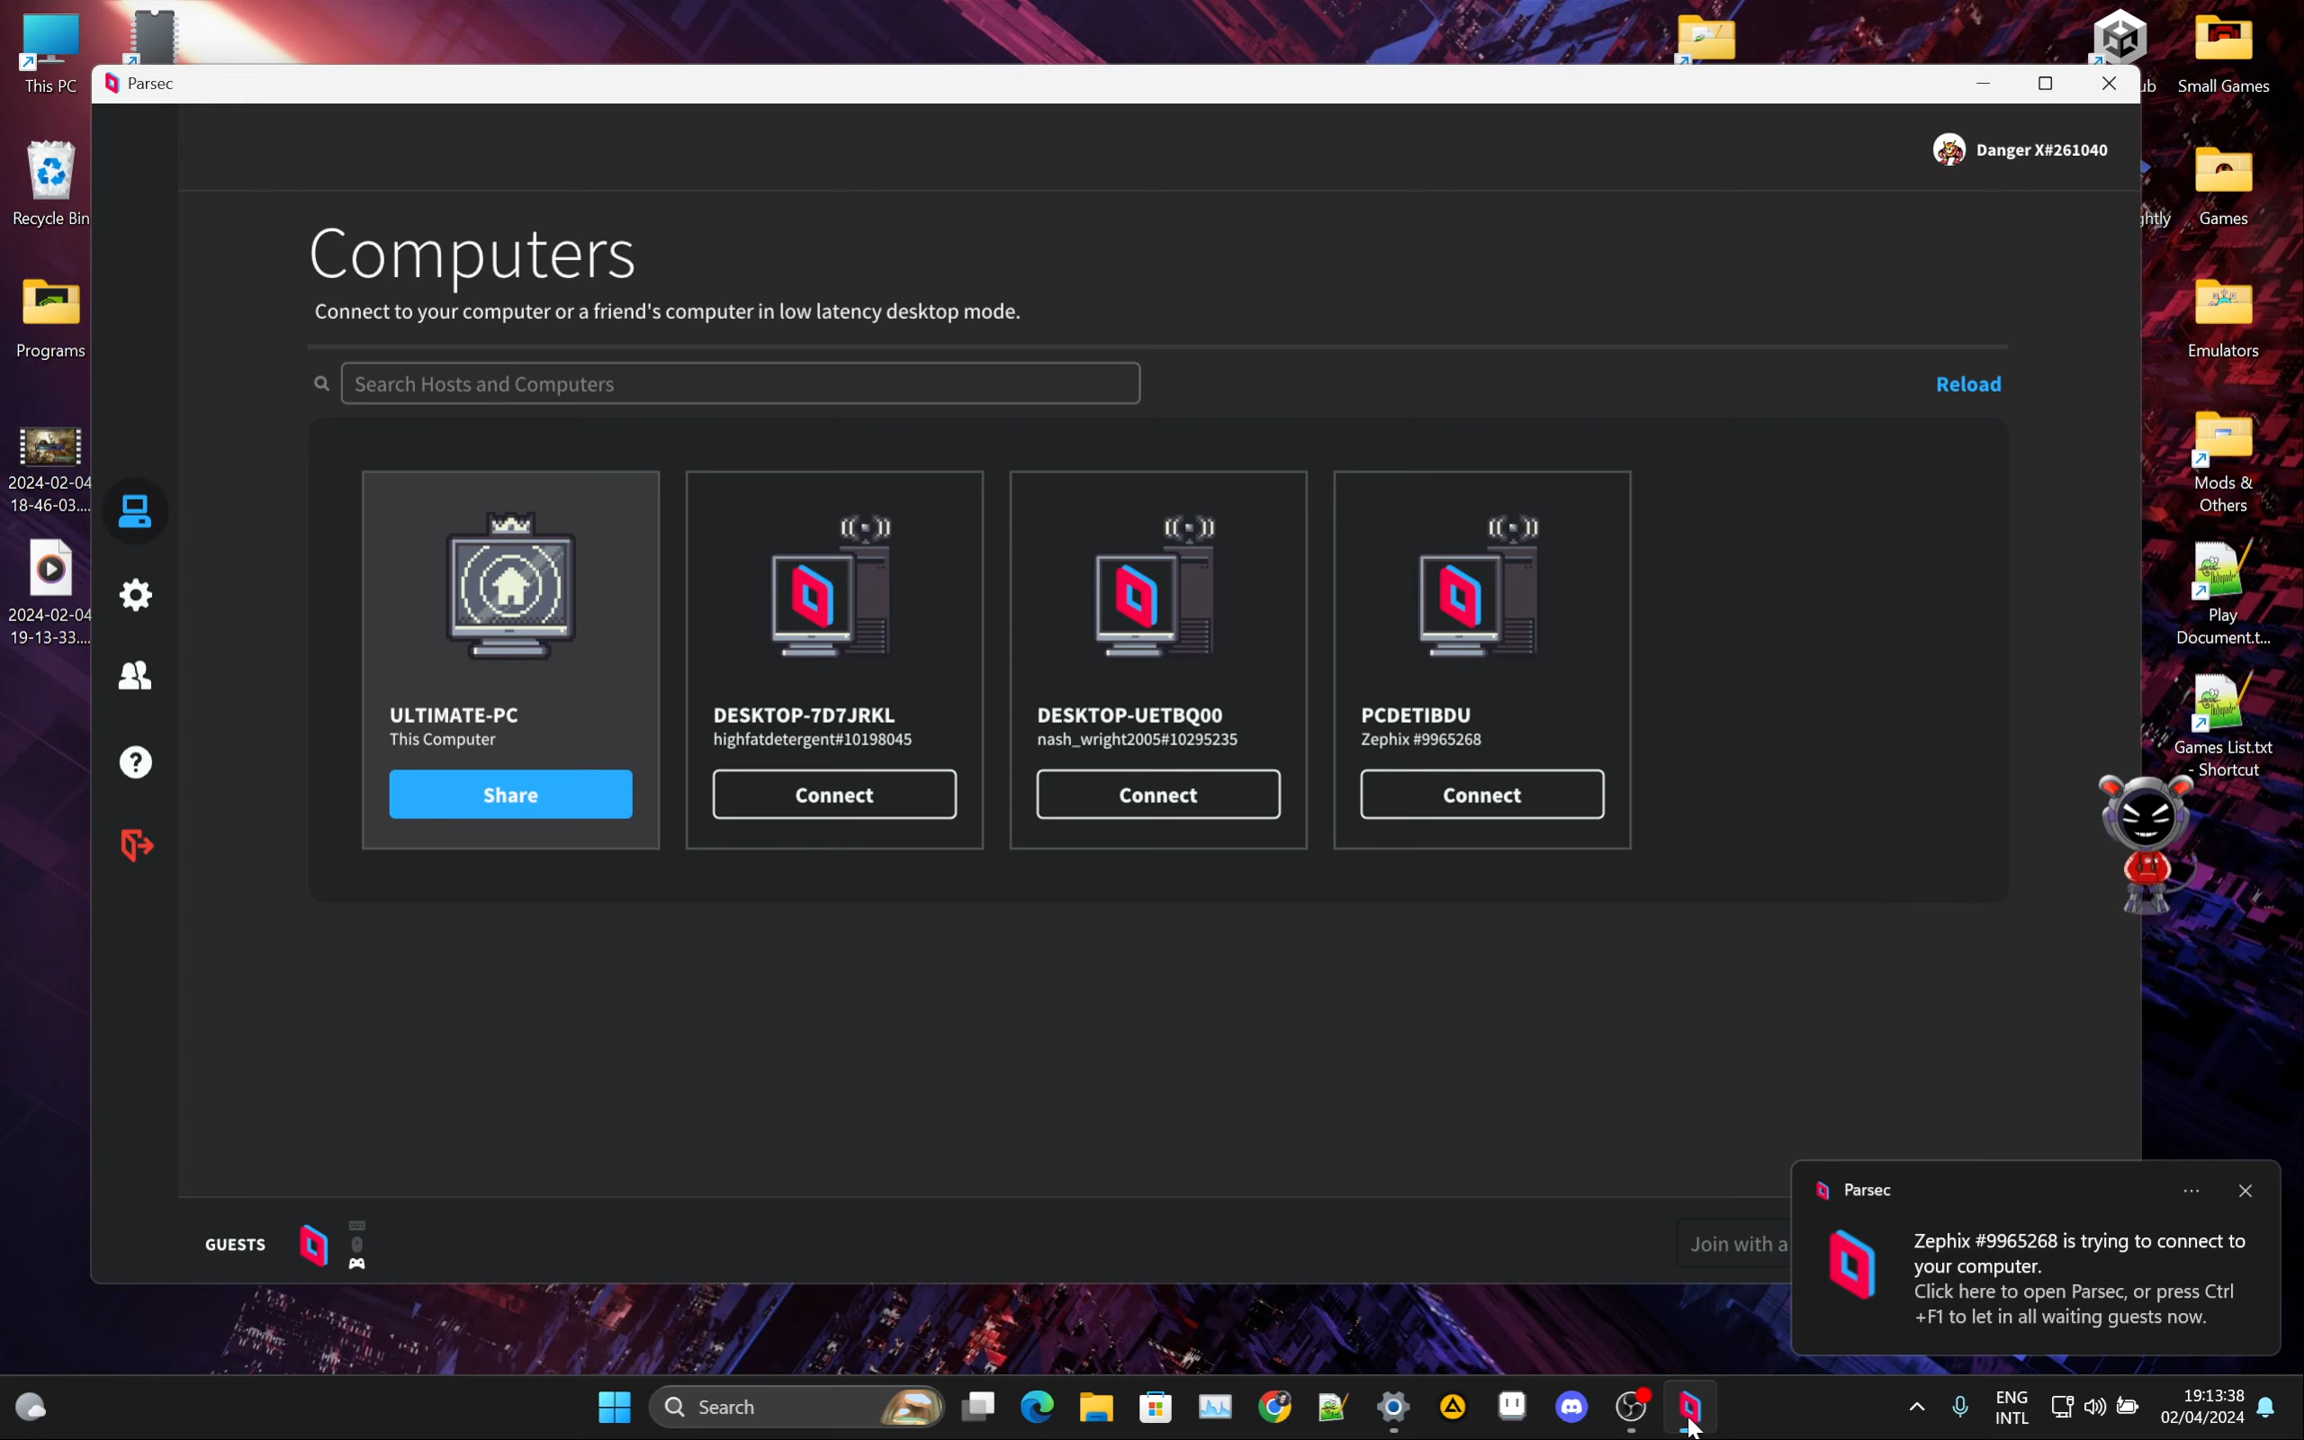 This PC
Small Games
Parsec
ub
Danger X#261040
Recycle Bin
Computers
Connect to your computer or a friend's computer in low latency desktop mode.
ghtly
Games
Programs
Search Hosts and Computers
Reload
Emulators
2024-02-04
18-46-03....
Mods &
Others
2024-02-04
19-13-33....
Play
Document.t...
ULTIMATE-PC
This Computer
Share
DESKTOP-7D7JRKL
highfatdetergent#10198045
Connect
DESKTOP-UETBQ00
nash_wright2005#10295235
Connect
PCDETIBDU
Zephix #9965268
Connect
Games List.txt
- Shortcut
GUESTS
Join with a
Parsec
Zephix #9965268 is trying to connect to
your computer.
Click here to open Parsec, or press Ctrl
+F1 to let in all waiting guests now.
Search
ENG
INTL
19:13:38
02/04/2024